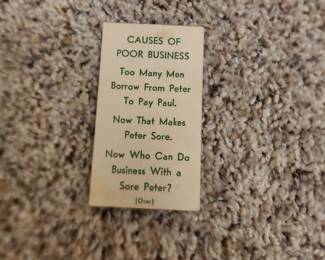 CAUSES OF
POOR BUSINESS
Too Many Men
Borrow From Peter
To Pay Paul.
Now That Makes
Peter Sore.
Now Who Can Do
Business With a
Sore Peter?
(Over)